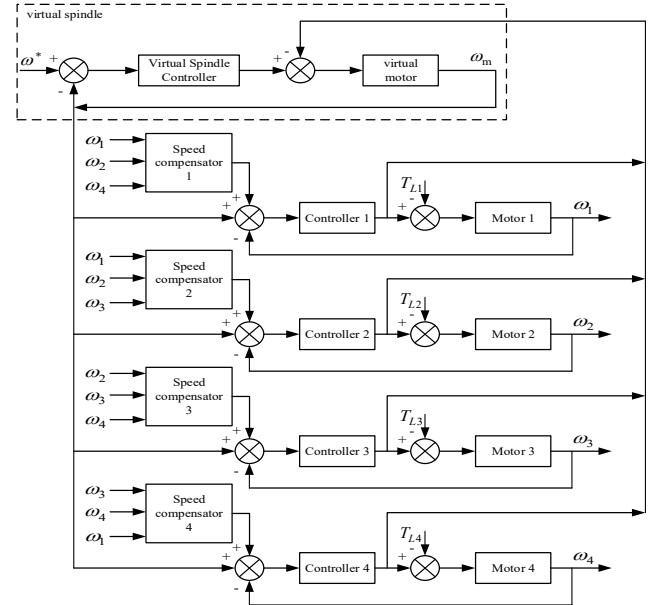 virtual spindle
ω* + - Virtual Spindle Controller + - virtual motor ωm
ω1
ω2
ω4
Speed compensator 1
+ + - Controller 1 + - TL1 Motor 1 ω1
ω1
ω2
ω3
Speed compensator 2
+ + - Controller 2 + - TL2 Motor 2 ω2
ω2
ω3
ω4
Speed compensator 3
+ + - Controller 3 + - TL3 Motor 3 ω3
ω3
ω4
ω1
Speed compensator 4
+ + - Controller 4 + - TL4 Motor 4 ω4